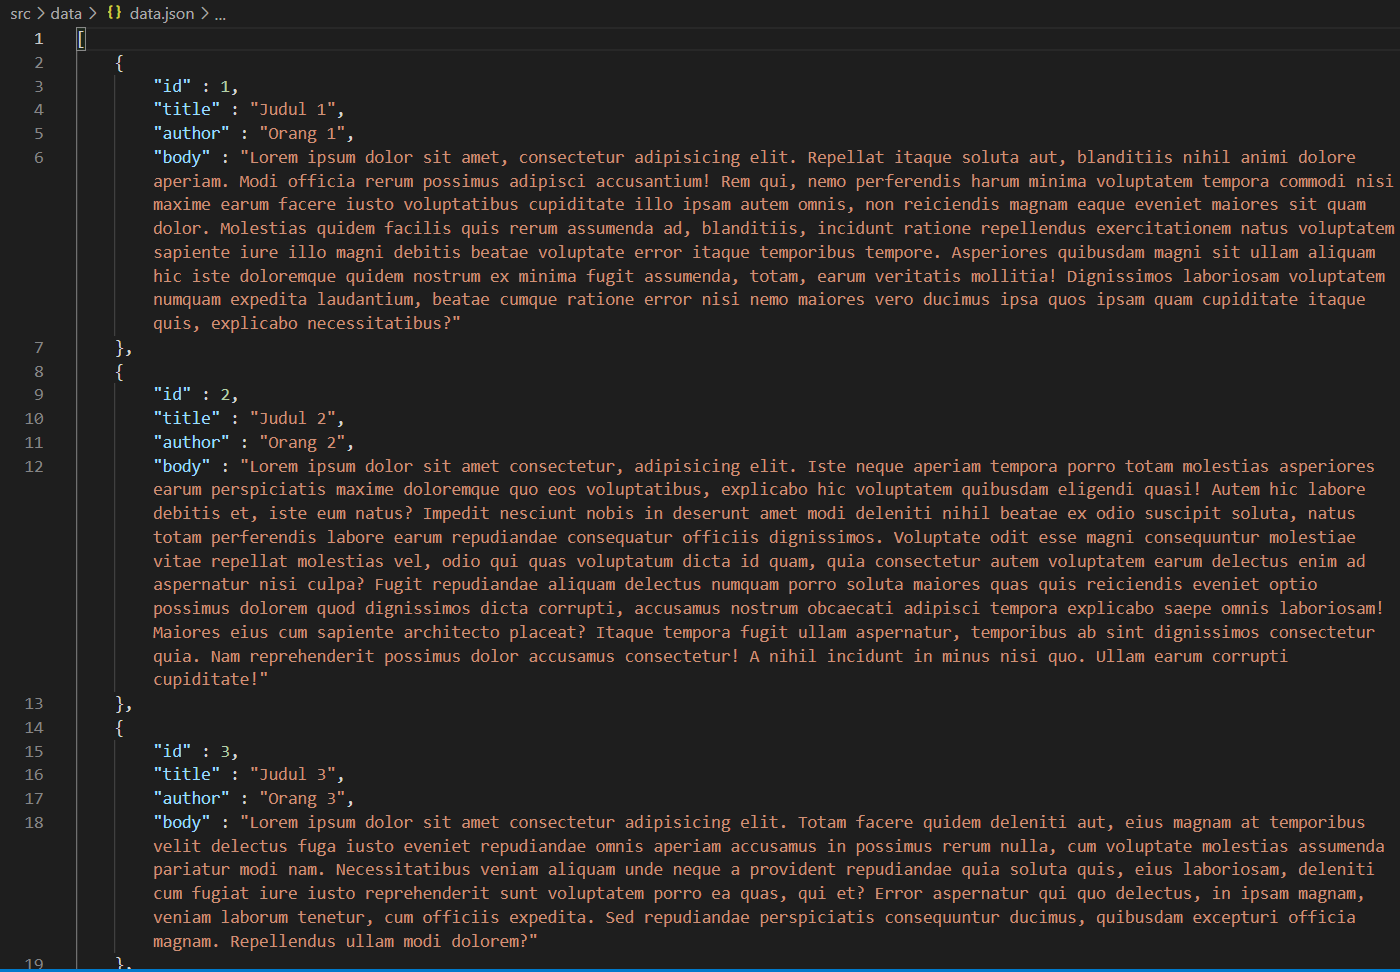 src > data > {} data.json > ...
1 [
2 {
3 "id" : 1,
4 "title" : "Judul 1",
5 "author" : "Orang 1",
6 "body" : "Lorem ipsum dolor sit amet, consectetur adipisicing elit. Repellat itaque soluta aut, blanditiis nihil animi dolore
aperiam. Modi officia rerum possimus adipisci accusantium! Rem qui, nemo perferendis harum minima voluptatem tempora commodi nisi
maxime earum facere iusto voluptatibus cupiditate illo ipsam autem omnis, non reiciendis magnam eaque eveniet maiores sit quam
dolor. Molestias quidem facilis quis rerum assumenda ad, blanditiis, incidunt ratione repellendus exercitationem natus voluptatem
sapiente iure illo magni debitis beatae voluptate error itaque temporibus tempore. Asperiores quibusdam magni sit ullam aliquam
hic iste doloremque quidem nostrum ex minima fugit assumenda, totam, earum veritatis mollitia! Dignissimos laboriosam voluptatem
numquam expedita laudantium, beatae cumque ratione error nisi nemo maiores vero ducimus ipsa quos ipsam quam cupiditate itaque
quis, explicabo necessitatibus?"
7 },
8 {
9 "id" : 2,
10 "title" : "Judul 2",
11 "author" : "Orang 2",
12 "body" : "Lorem ipsum dolor sit amet consectetur, adipisicing elit. Iste neque aperiam tempora porro totam molestias asperiores
earum perspiciatis maxime doloremque quo eos voluptatibus, explicabo hic voluptatem quibusdam eligendi quasi! Autem hic labore
debitis et, iste eum natus? Impedit nesciunt nobis in deserunt amet modi deleniti nihil beatae ex odio suscipit soluta, natus
totam perferendis labore earum repudiandae consequatur officiis dignissimos. Voluptate odit esse magni consequuntur molestiae
vitae repellat molestias vel, odio qui quas voluptatum dicta id quam, quia consectetur autem voluptatem earum delectus enim ad
aspernatur nisi culpa? Fugit repudiandae aliquam delectus numquam porro soluta maiores quas quis reiciendis eveniet optio
possimus dolorem quod dignissimos dicta corrupti, accusamus nostrum obcaecati adipisci tempora explicabo saepe omnis laboriosam!
Maiores eius cum sapiente architecto placeat? Itaque tempora fugit ullam aspernatur, temporibus ab sint dignissimos consectetur
quia. Nam reprehenderit possimus dolor accusamus consectetur! A nihil incidunt in minus nisi quo. Ullam earum corrupti
cupiditate!"
13 },
14 {
15 "id" : 3,
16 "title" : "Judul 3",
17 "author" : "Orang 3",
18 "body" : "Lorem ipsum dolor sit amet consectetur adipisicing elit. Totam facere quidem deleniti aut, eius magnam at temporibus
velit delectus fuga iusto eveniet repudiandae omnis aperiam accusamus in possimus rerum nulla, cum voluptate molestias assumenda
pariatur modi nam. Necessitatibus veniam aliquam unde neque a provident repudiandae quia soluta quis, eius laboriosam, deleniti
cum fugiat iure iusto reprehenderit sunt voluptatem porro ea quas, qui et? Error aspernatur qui quo delectus, in ipsam magnam,
veniam laborum tenetur, cum officiis expedita. Sed repudiandae perspiciatis consequuntur ducimus, quibusdam excepturi officia
magnam. Repellendus ullam modi dolorem?"
19 },